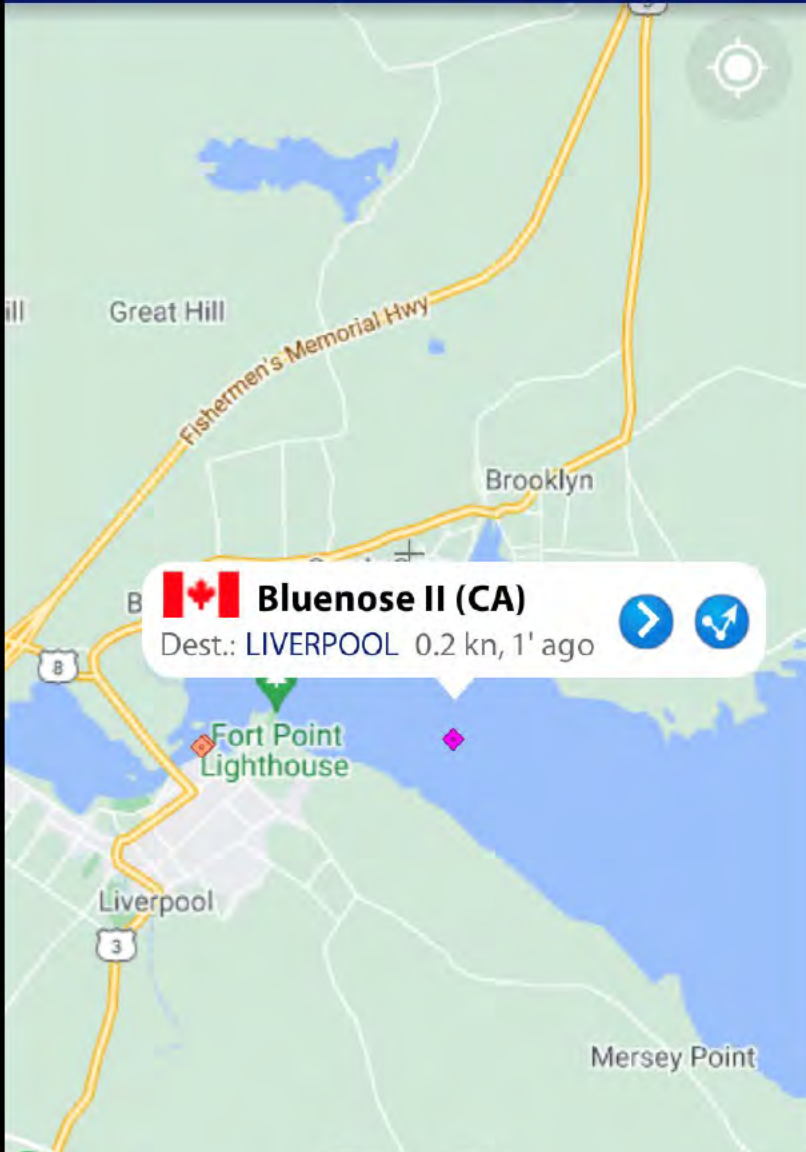 ill
Great Hill
Fishermen's Memorial Hwy
Brooklyn
B
Bluenose II (CA)
Dest.: LIVERPOOL 0.2 kn, 1' ago
8
Fort Point
Lighthouse
Liverpool
3
Mersey Point